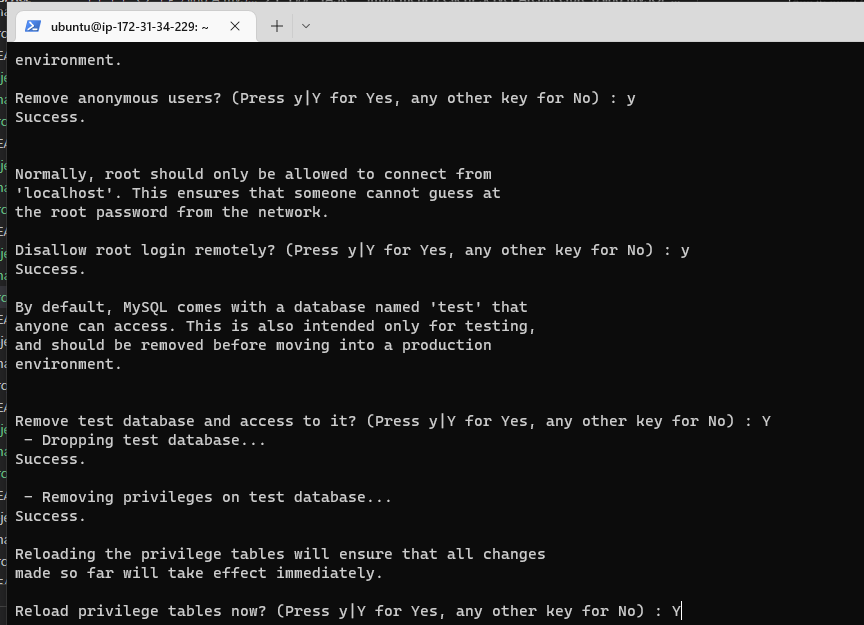 ubuntu@ip-172-31-34-229: ~
environment.
Remove anonymous users? (Press y|Y for Yes, any other key for No) : y
Success.
Normally, root should only be allowed to connect from
'localhost'. This ensures that someone cannot guess at
the root password from the network.
Disallow root login remotely? (Press y|Y for Yes, any other key for No) : y
Success.
By default, MySQL comes with a database named 'test' that
anyone can access. This is also intended only for testing,
and should be removed before moving into a production
environment.
Remove test database and access to it? (Press y|Y for Yes, any other key for No) : Y
- Dropping test database...
Success.
- Removing privileges on test database...
Success.
Reloading the privilege tables will ensure that all changes
made so far will take effect immediately.
Reload privilege tables now? (Press y|Y for Yes, any other key for No) : Y